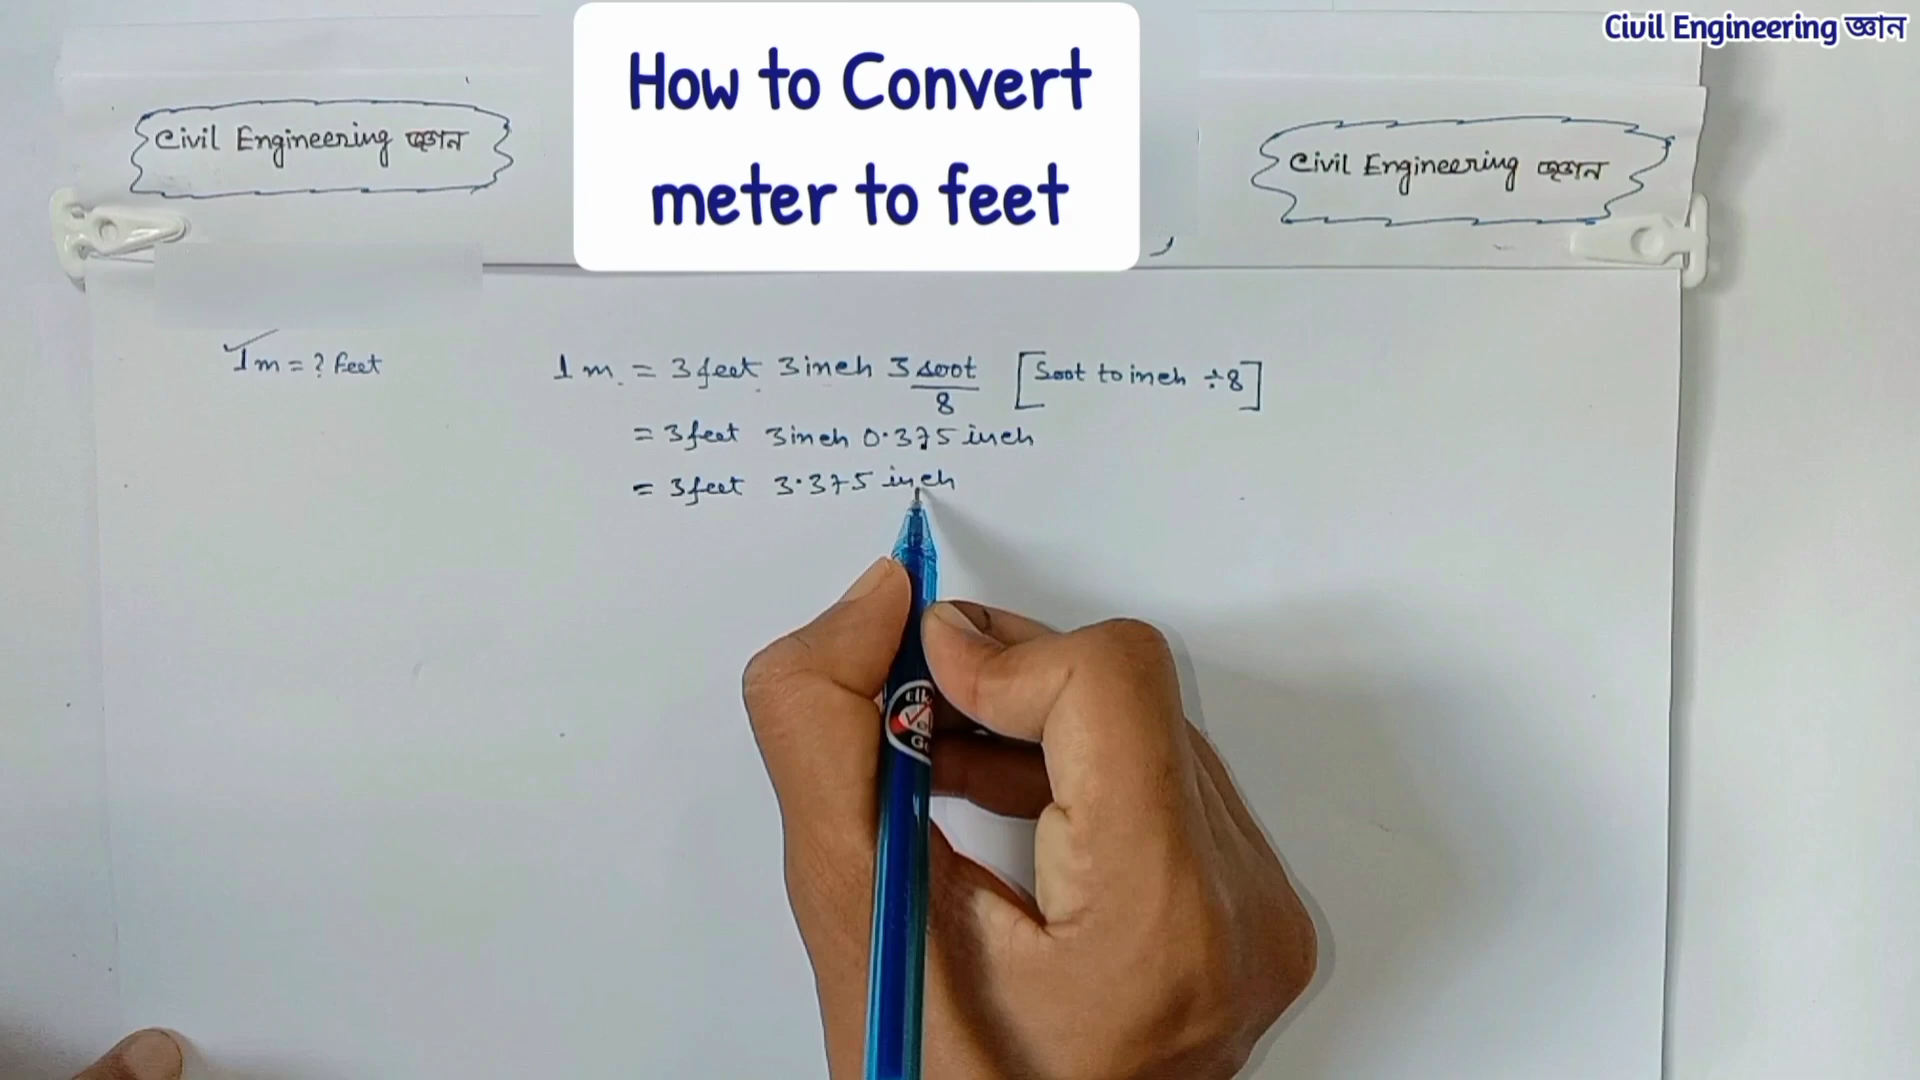 Civil Engineering জ্ঞান
How to Convert
meter to feet
Civil Engineering জ্ঞান
Civil Engineering জ্ঞান
1m = ? feet
1 m. = 3 feet 3 inch 3 soot/8 [Soot to inch ÷8]
= 3 feet 3 inch 0.375 inch
= 3 feet 3.375 inch